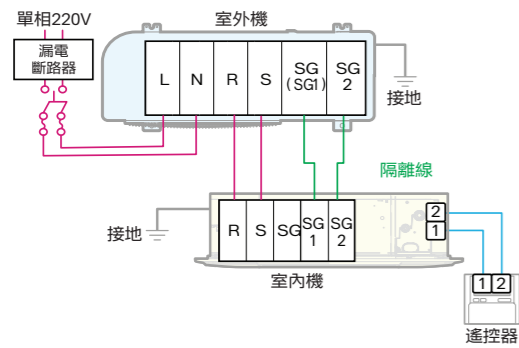 單相220V
漏電
斷路器
室外機
L N R S SG SG
(SG1) 2
接地
隔離線
接地
R S SG SG SG
1 2
2
1
室內機
1 2
遙控器